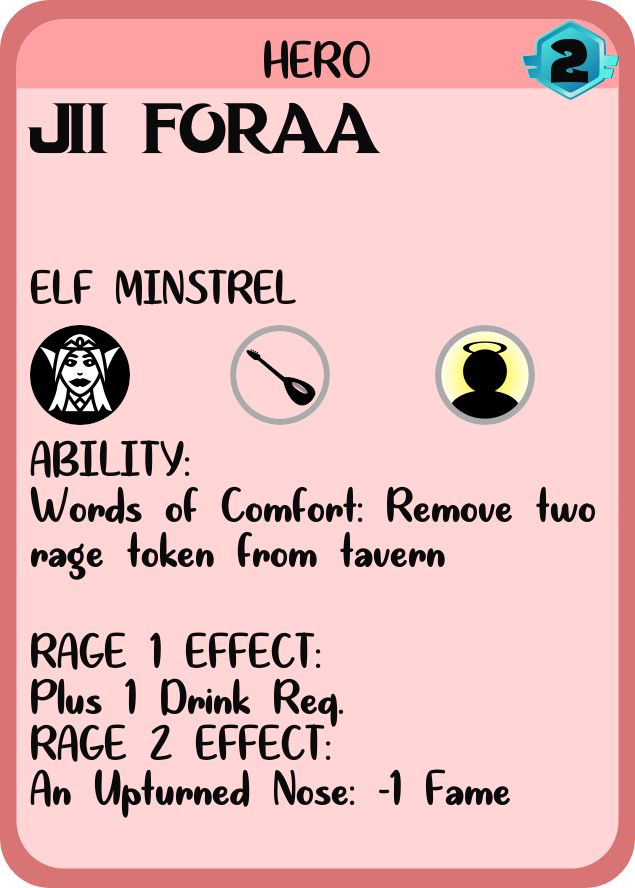 HERO
2
JII FORAA
ELF MINSTREL
ABILITY:
Words of Comfort: Remove two
rage token from tavern
RAGE 1 EFFECT:
Plus 1 Drink Req.
RAGE 2 EFFECT:
An Upturned Nose: -1 Fame